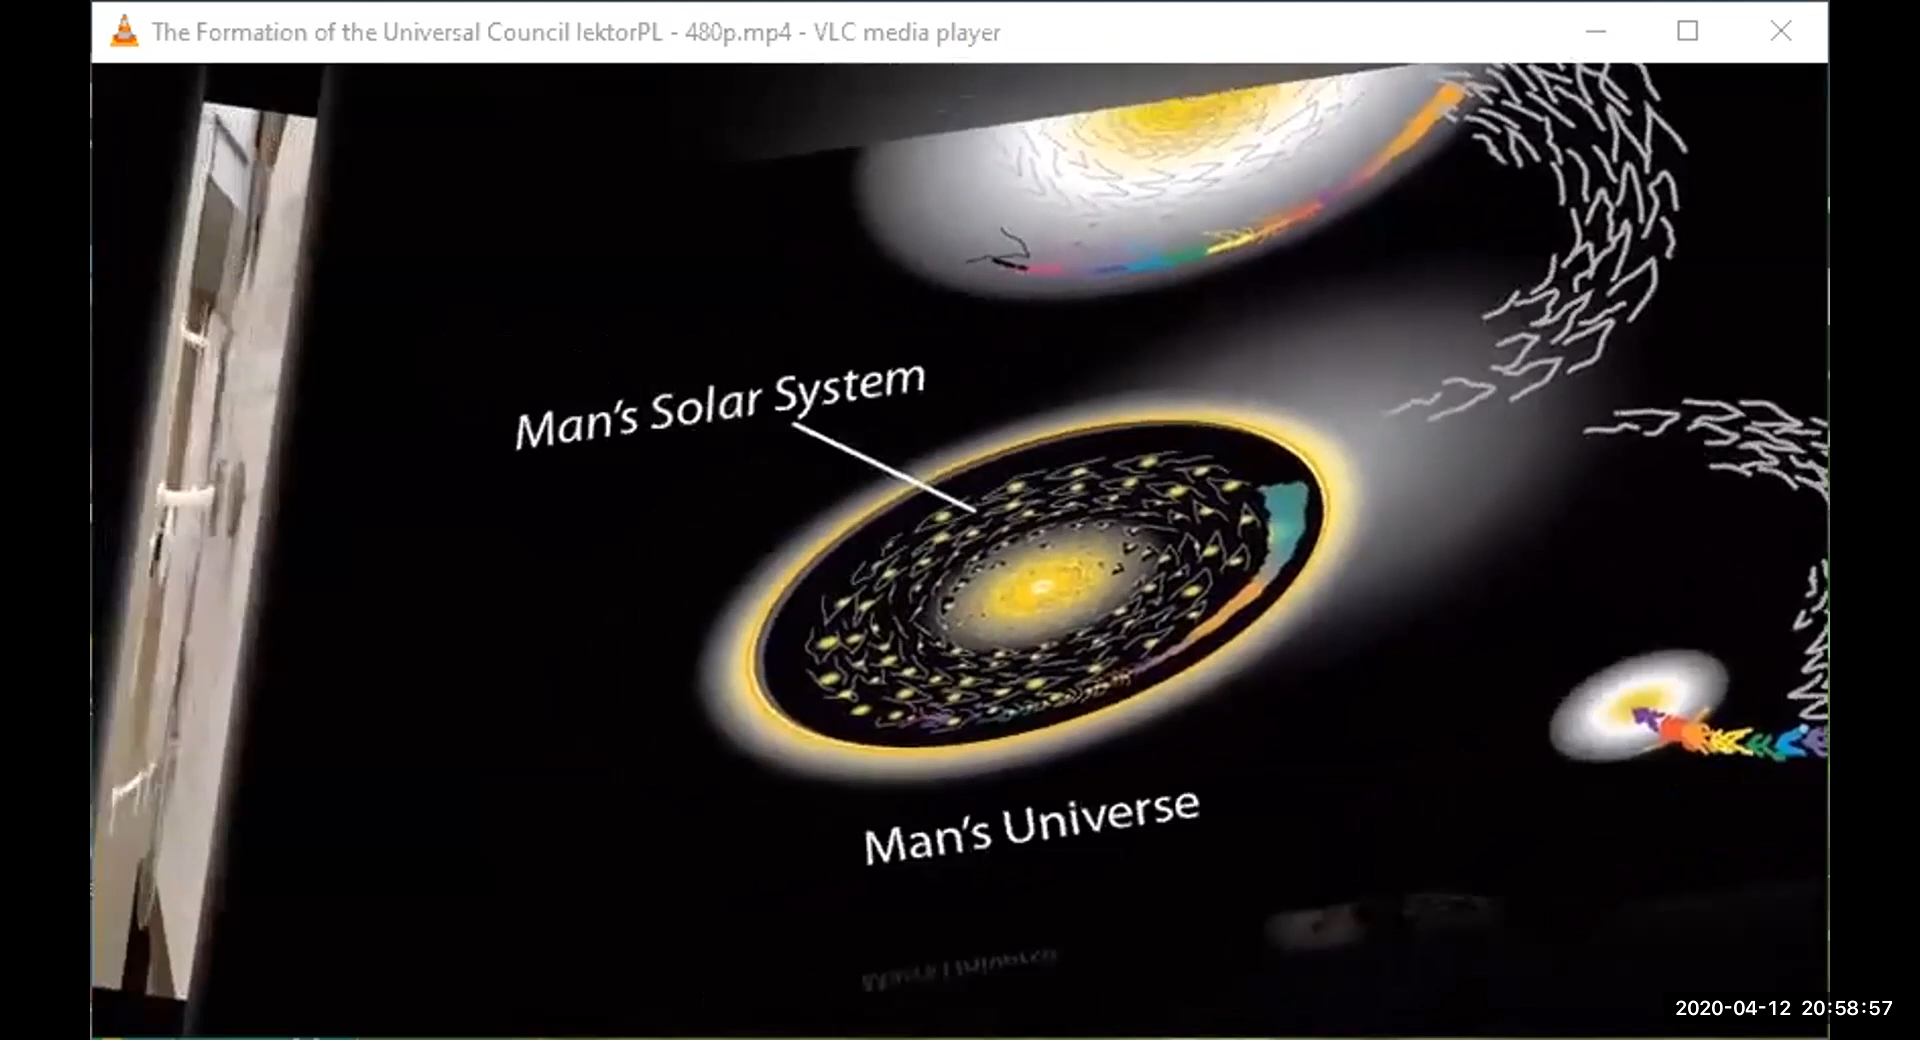 The Formation of the Universal Council lektorPL - 480p.mp4 - VLC media player
Man's Solar System
Man's Universe
2020-04-12 20:58:57